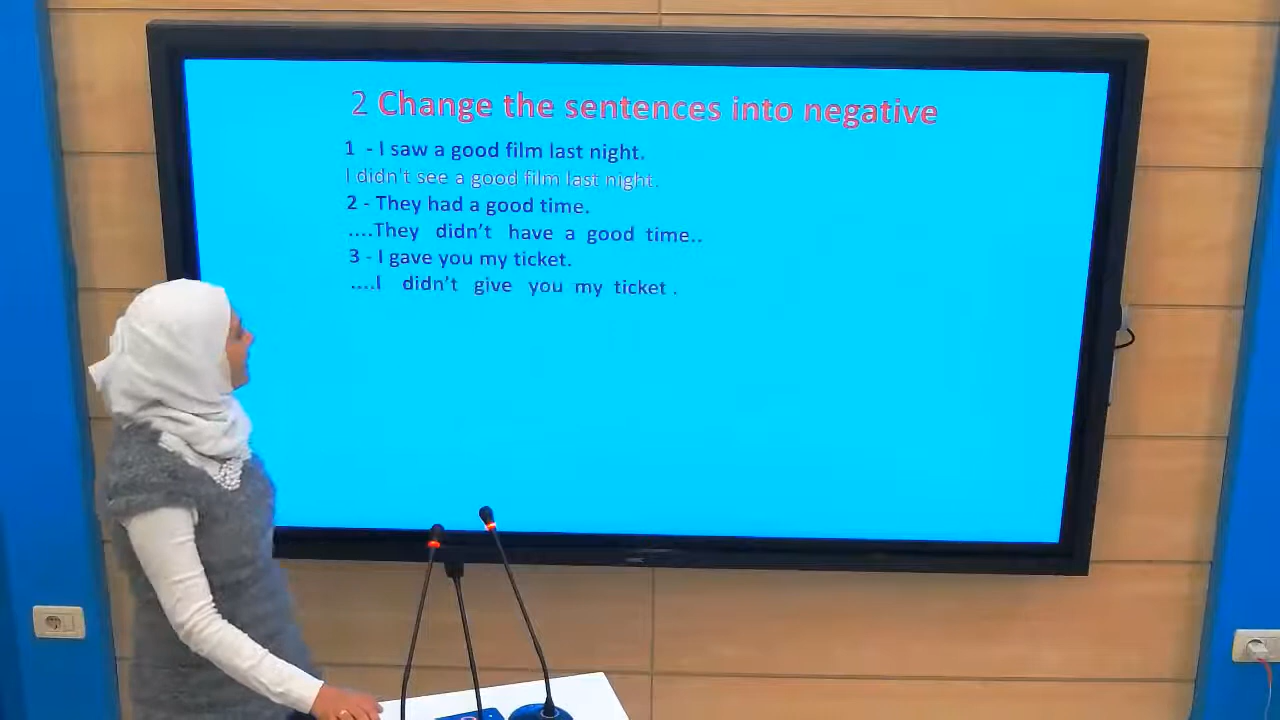 2 Change the sentences into negative
1 - I saw a good film last night.
I didn't see a good film last night.
2 - They had a good time.
....They didn't have a good time..
3 - I gave you my ticket.
....I didn't give you my ticket .